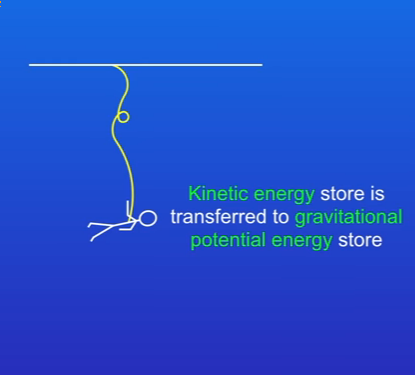 Kinetic energy store is
transferred to gravitational
potential energy store